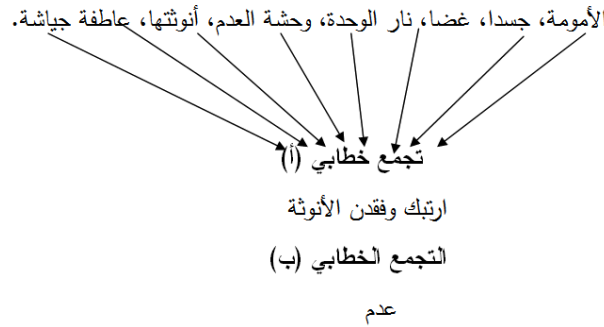 الأمومة، جسدا، غضا، نار الوحدة، وحشة العدم، أنوثتها، عاطفة جياشة.
تجمع خطابي (أ)
ارتبك وفقدن الأنوثة
التجمع الخطابي (ب)
عدم